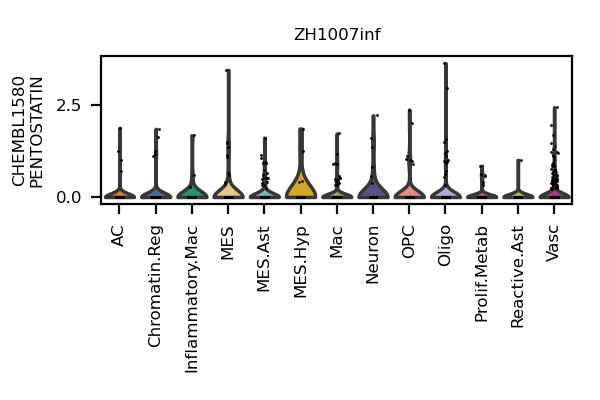 ZH1007inf
CHEMBL1580
PENTOSTATIN
2.5
0.0
AC
Chromatin.Reg
Inflammatory.Mac
MES
MES.Ast
MES.Hyp
Mac
Neuron
OPC
Oligo
Prolif.Metab
Reactive.Ast
Vasc